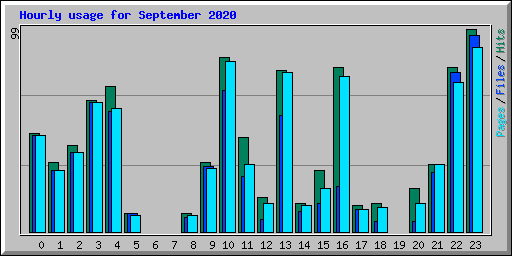 Hourly usage for September 2020
99
Pages/Files/Hits
0 1 2 3 4 5 6 7 8 9 10 11 12 13 14 15 16 17 18 19 20 21 22 23